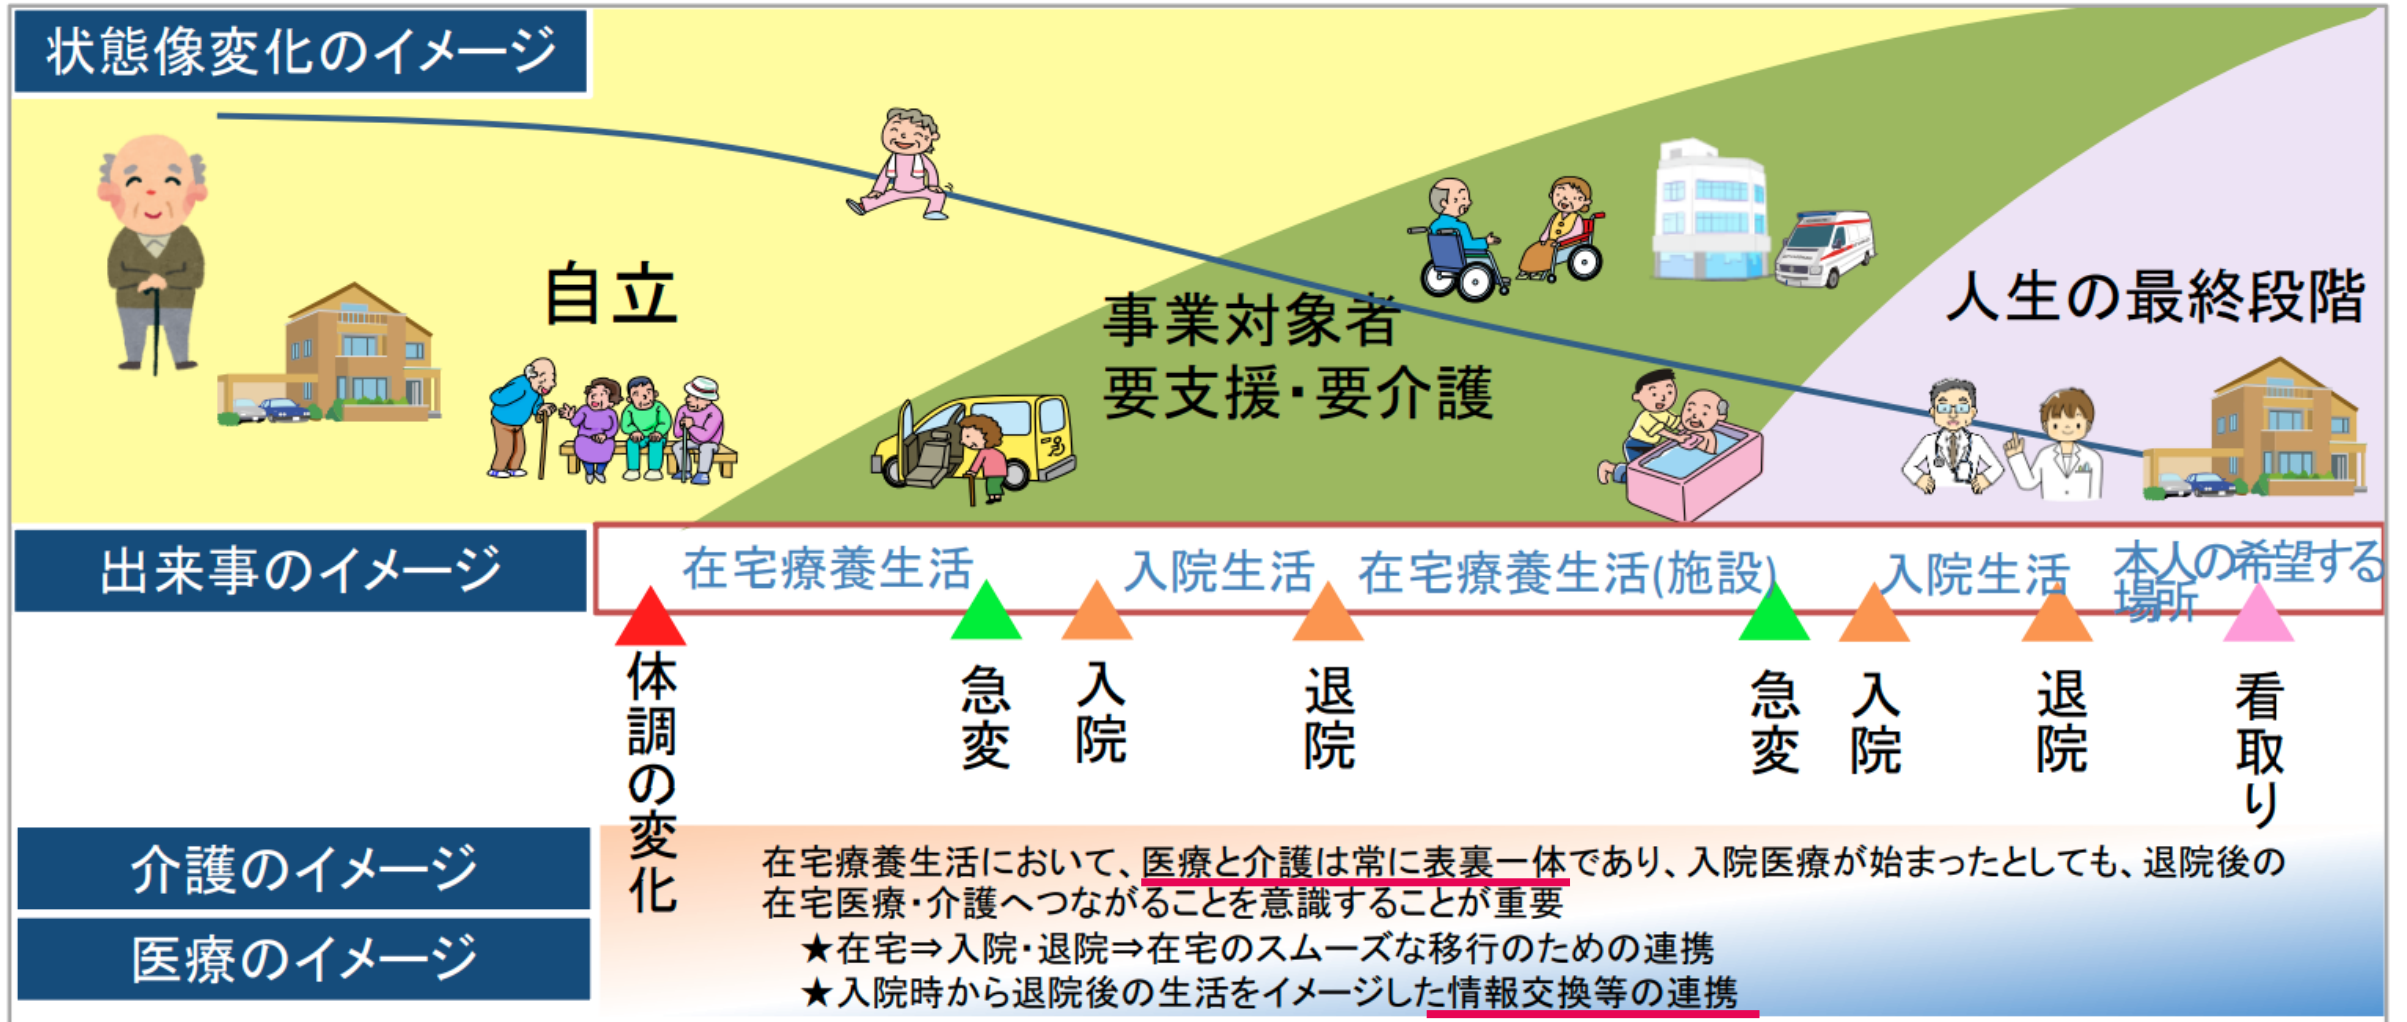 状態像変化のイメージ
自立
事業対象者
要支援・要介護
人生の最終段階
出来事のイメージ
在宅療養生活
入院生活
在宅療養生活(施設)
入院生活
本人の希望する
場所
体調の変化
急変
入院
退院
急変
入院
退院
看取り
介護のイメージ
医療のイメージ
在宅療養生活において、医療と介護は常に表裏一体であり、入院医療が始まったとしても、退院後の
在宅医療・介護へつながることを意識することが重要
★在宅⇒入院・退院⇒在宅のスムーズな移行のための連携
★入院時から退院後の生活をイメージした情報交換等の連携